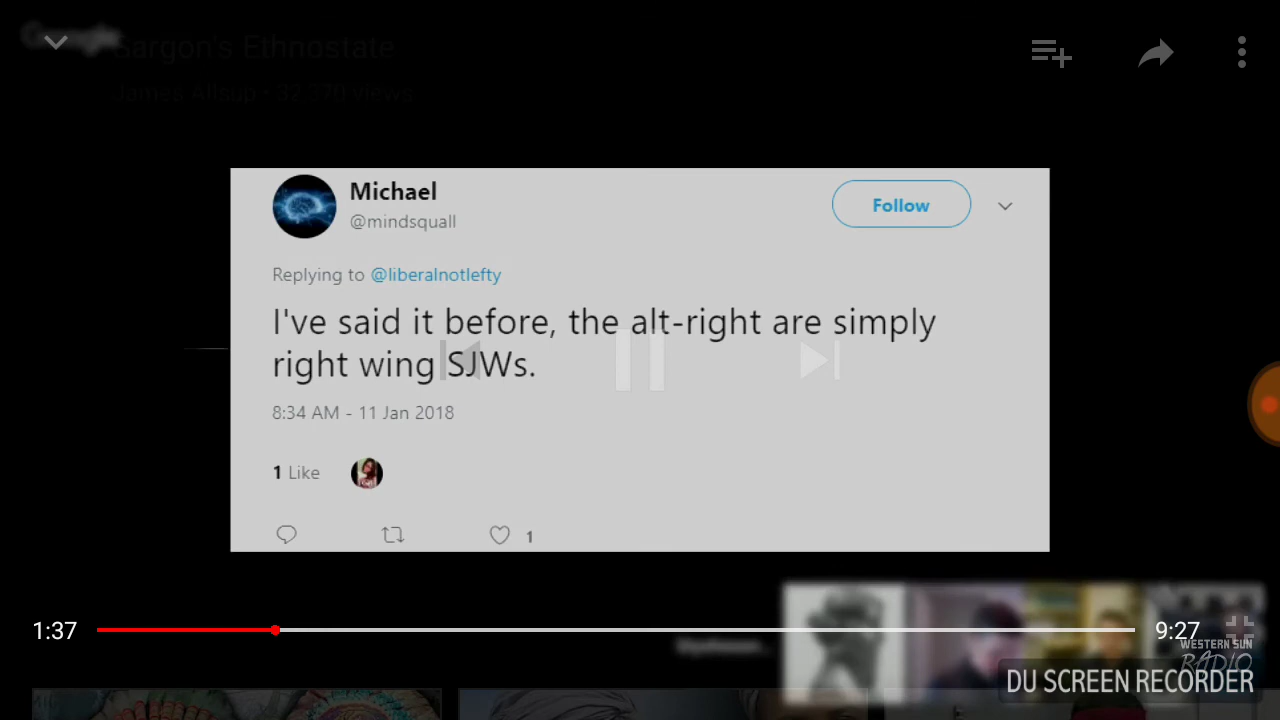 Google
Sargon's Ethnostate
James Allsup • 32,370 views
Michael
@mindsquall
Follow
Replying to @liberalnotlefty
I've said it before, the alt-right are simply
right wing SJWs.
8:34 AM - 11 Jan 2018
1 Like
1
1:37
9:27
WESTERN SUN
RADIO
DU SCREEN RECORDER